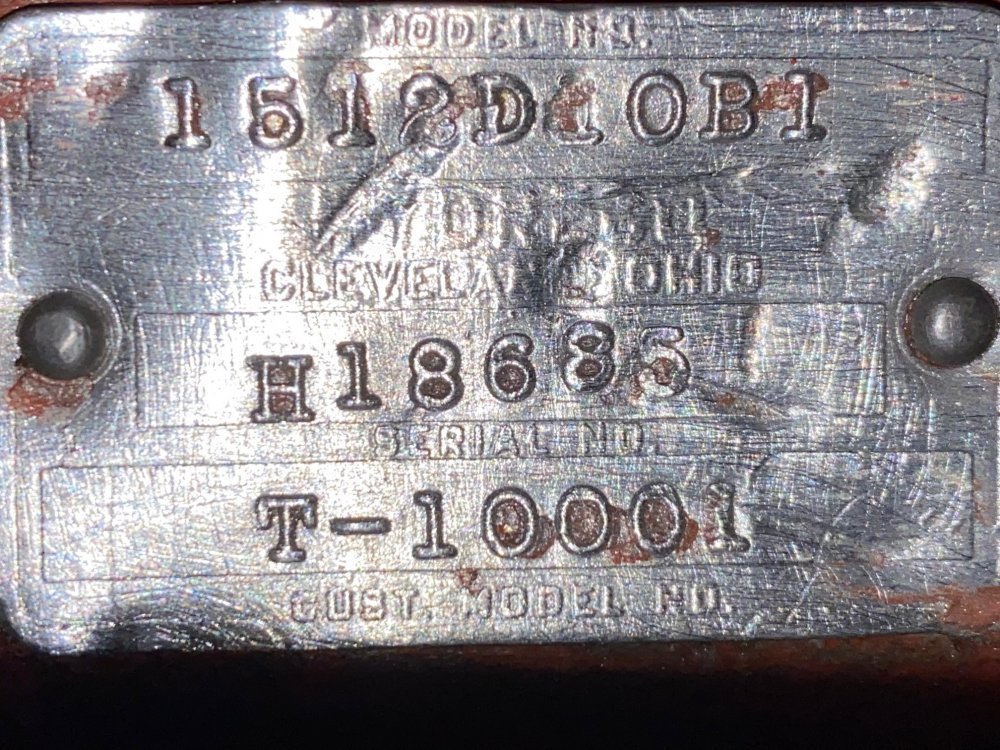 MODEL NO.
1512D10B1
CLEVELAND OHIO
H18685
SERIAL NO.
T-10001
CUST. MODEL NO.